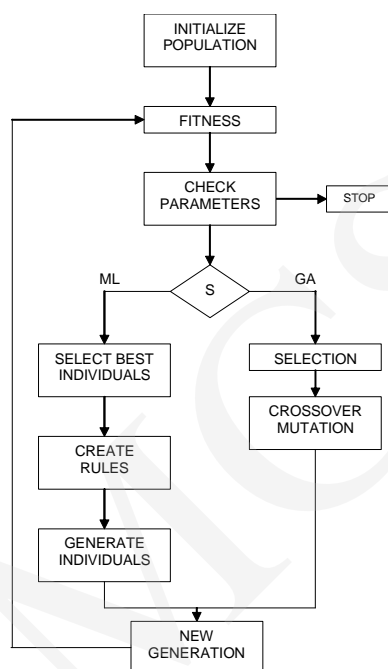 INITIALIZE
POPULATION
FITNESS
CHECK
PARAMETERS
STOP
ML
S
GA
SELECT BEST
INDIVIDUALS
SELECTION
CROSSOVER
MUTATION
CREATE
RULES
GENERATE
INDIVIDUALS
NEW
GENERATION